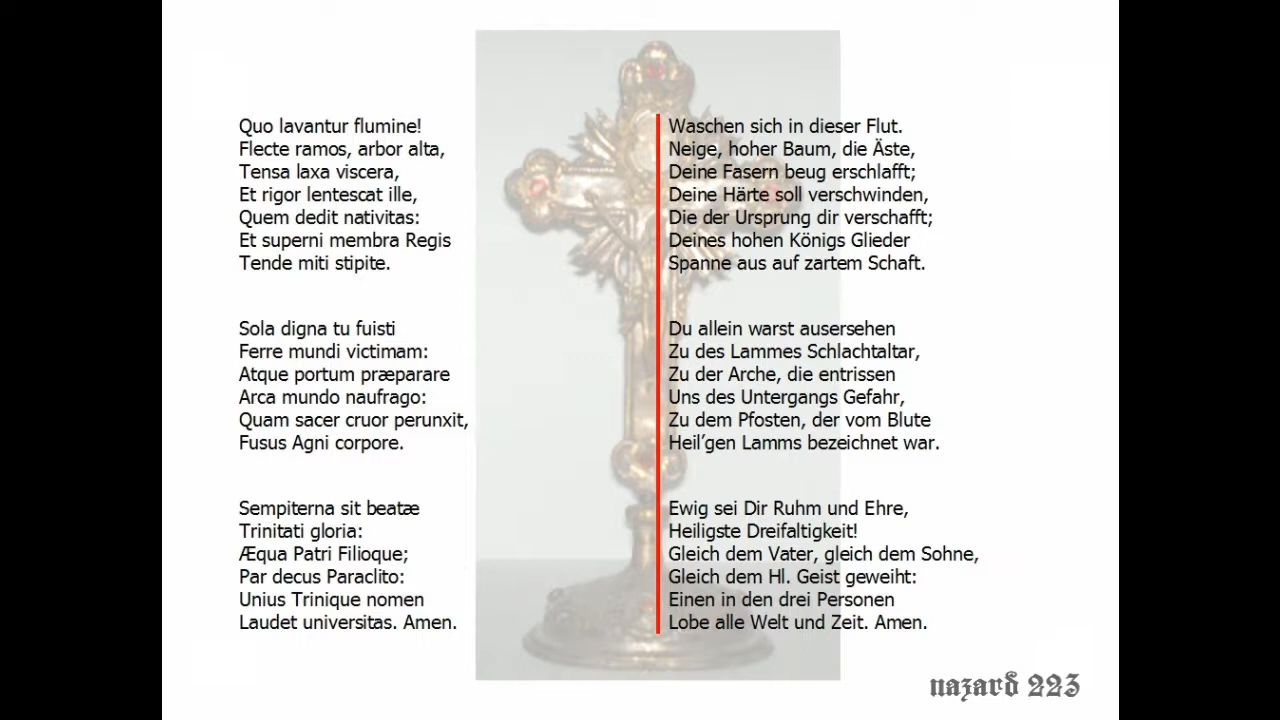 Quo lavantur flumine!
Flecte ramos, arbor alta,
Tensa laxa viscera,
Et rigor lentescat ille,
Quem dedit nativitas:
Et superni membra Regis
Tende miti stipite.
Sola digna tu fuisti
Ferre mundi victimam:
Atque portum præparare
Arca mundo naufrago:
Quam sacer cruor perunxit,
Fusus Agni corpore.
Sempiterna sit beatæ
Trinitati gloria:
Æqua Patri Filioque;
Par decus Paraclito:
Unius Trinique nomen
Laudet universitas. Amen.
Waschen sich in dieser Flut.
Neige, hoher Baum, die Äste,
Deine Fasern beug erschlafft;
Deine Härte soll verschwinden,
Die der Ursprung dir verschafft;
Deines hohen Königs Glieder
Spanne aus auf zartem Schaft.
Du allein warst ausersehen
Zu des Lammes Schlachtaltar,
Zu der Arche, die entrissen
Uns des Untergangs Gefahr,
Zu dem Pfosten, der vom Blute
Heil’gen Lamms bezeichnet war.
Ewig sei Dir Ruhm und Ehre,
Heiligste Dreifaltigkeit!
Gleich dem Vater, gleich dem Sohne,
Gleich dem Hl. Geist geweiht:
Einen in den drei Personen
Lobe alle Welt und Zeit. Amen.
nazard 223